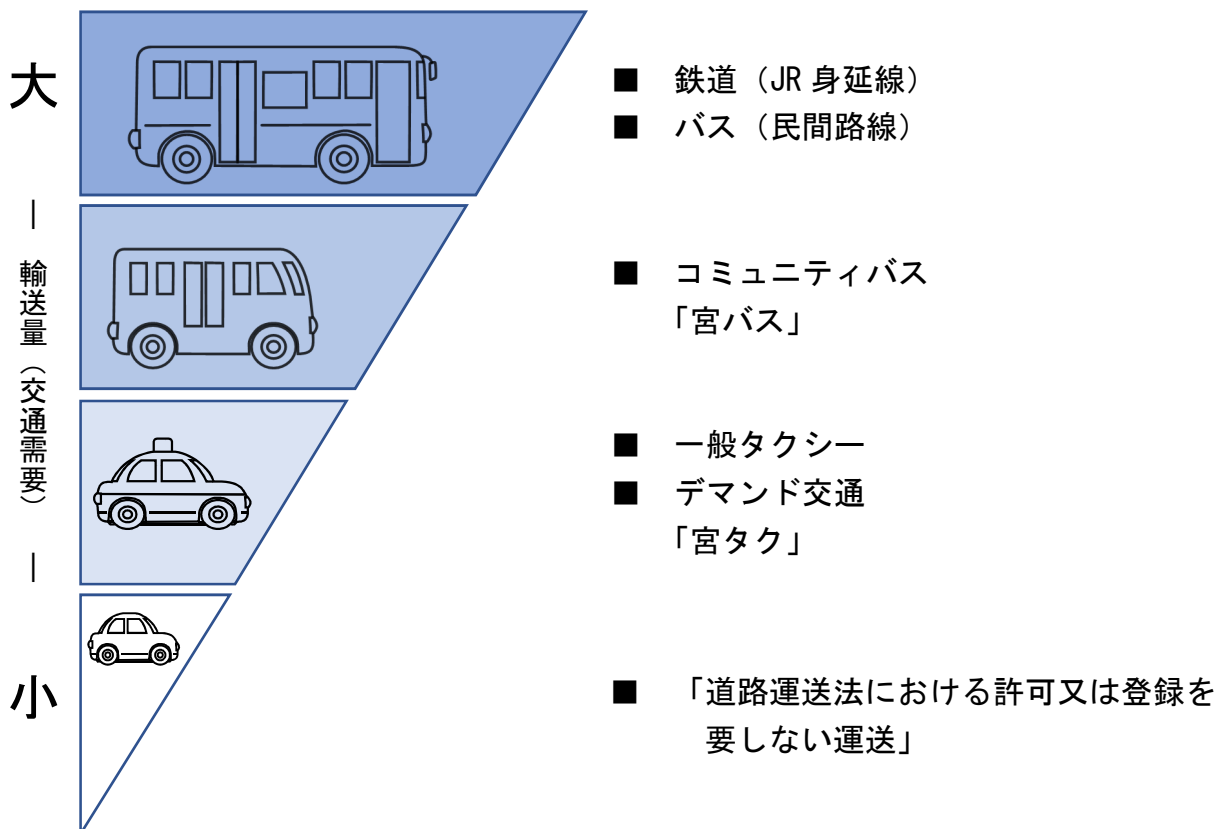 大
｜
輸送量（交通需要）
｜
小
■ 鉄道（JR 身延線）
■ バス（民間路線）
■ コミュニティバス
「宮バス」
■ 一般タクシー
■ デマンド交通
「宮タク」
■ 「道路運送法における許可又は登録を
要しない運送」